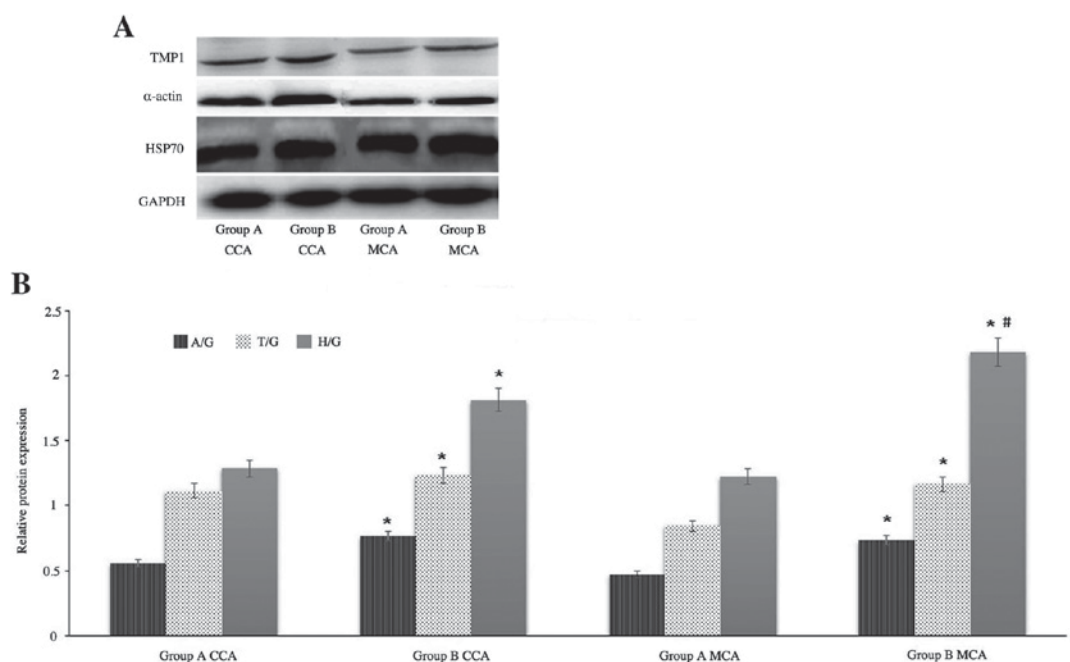 A
TMP1
α-actin
HSP70
GAPDH
Group A Group B Group A Group B
CCA CCA MCA MCA
B
2.5
A/G T/G H/G
* #
2
*
1.5
Relative protein expression
* *
1
* *
0.5
0
Group A CCA Group B CCA Group A MCA Group B MCA